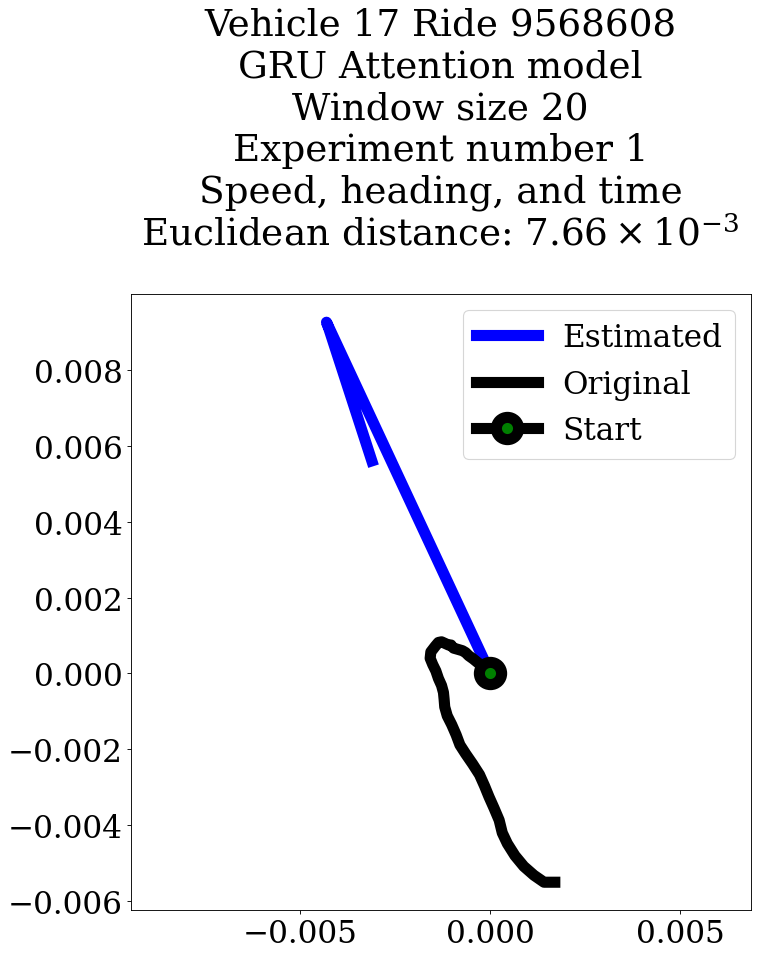 Vehicle 17 Ride 9568608
GRU Attention model
Window size 20
Experiment number 1
Speed, heading, and time
Euclidean distance: 7.66 × 10⁻³
Estimated
Original
Start
0.008
0.006
0.004
0.002
0.000
−0.002
−0.004
−0.006
−0.005 0.000 0.005